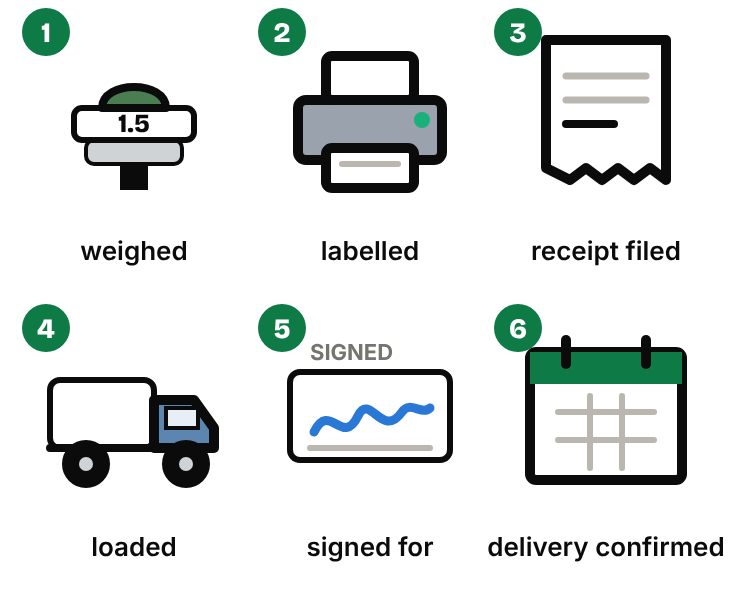 1
2
3
1.5
weighed
labelled
receipt filed
4
5
6
SIGNED
loaded
signed for
delivery confirmed